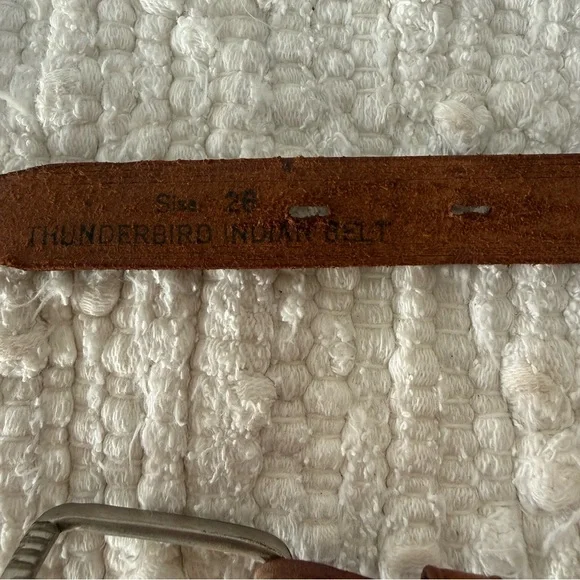 Size. 26
THUNDERBIRD INDIAN BELT